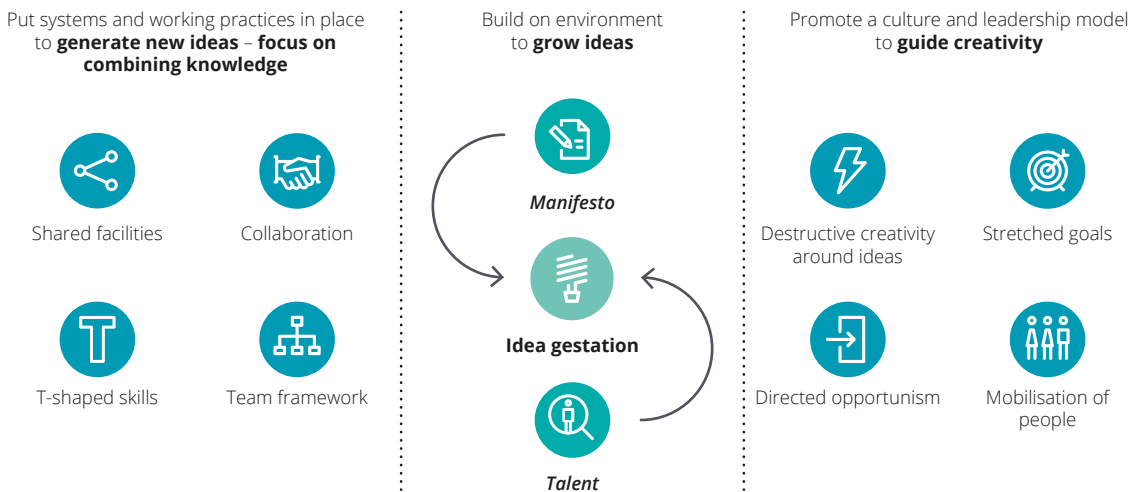 Put systems and working practices in place
to generate new ideas – focus on
combining knowledge
Shared facilities
Collaboration
T-shaped skills
Team framework
Build on environment
to grow ideas
Manifesto
Idea gestation
Talent
Promote a culture and leadership model
to guide creativity
Destructive creativity
around ideas
Stretched goals
Directed opportunism
Mobilisation of
people